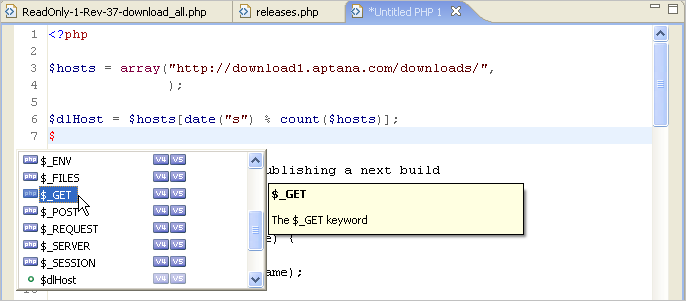 ReadOnly-1-Rev-37-download_all.php releases.php *Untitled PHP 1
1 <?php
2
3 $hosts = array("http://download1.aptana.com/downloads/",
4 );
5
6 $dlHost = $hosts[date("s") % count($hosts)];
7 $
php $_ENV V4 V5
ublishing a next build
php $_FILES V4 V5
php $_GET V4 V5
$_GET
php $_POST V4 V5
The $_GET keyword
php $_REQUEST V4 V5
php $_SERVER V4 V5
) {
php $_SESSION V4 V5
$dlHost V4 V5
ame);